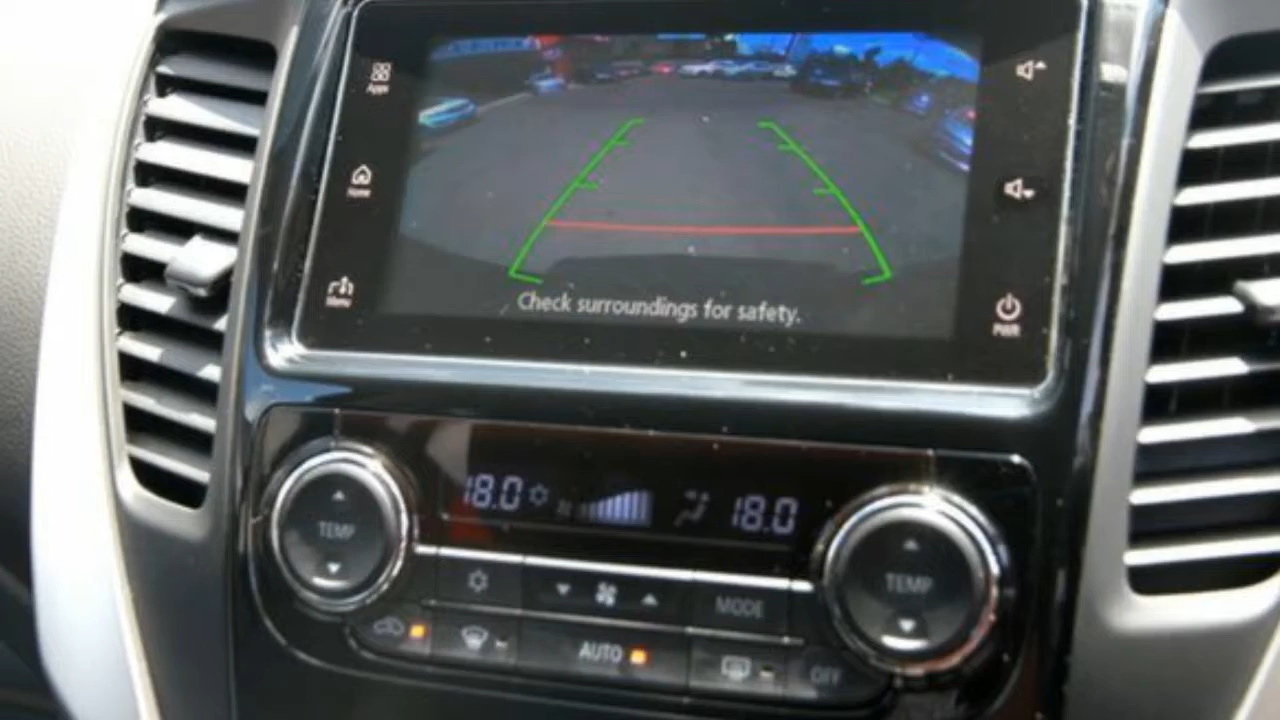 Apps
Home
Menu
PWR
Check surroundings for safety.
18.0
18.0
TEMP
TEMP
MODE
AUTO
OFF